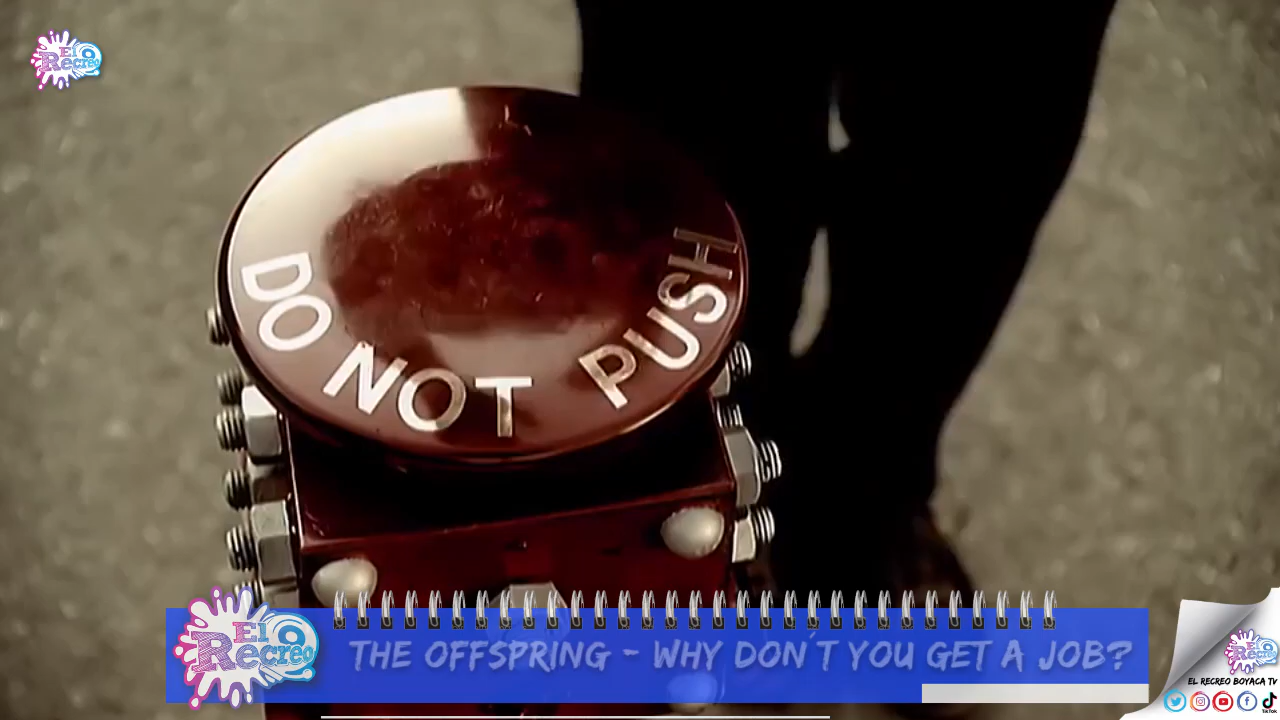 El
Recreo
DO NOT PUSH
El
Recreo
THE OFFSPRING - WHY DON´T YOU GET A JOB?
El
Recreo
EL RECREO BOYACA TV
TikTok